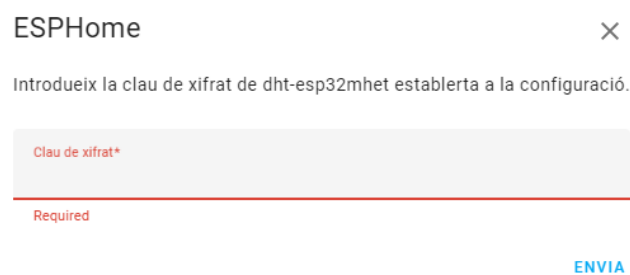 ESPHome
Introdueix la clau de xifrat de dht-esp32mhet establerta a la configuració.
Clau de xifrat*
Required
ENVIA